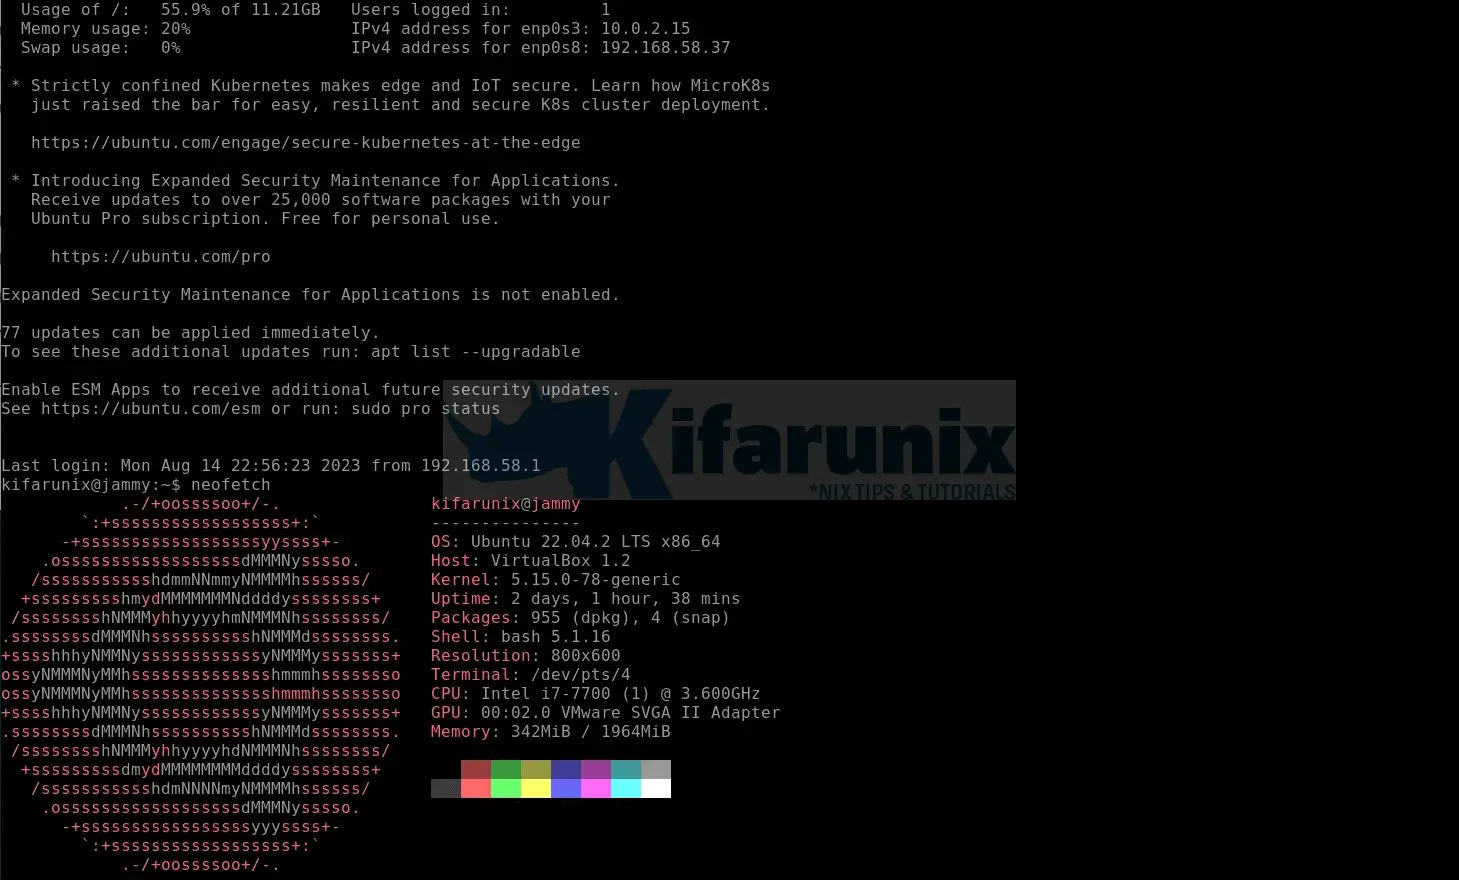 Usage of /:   55.9% of 11.21GB   Users logged in:         1
Memory usage: 20%                IPv4 address for enp0s3: 10.0.2.15
Swap usage:   0%                 IPv4 address for enp0s8: 192.168.58.37
* Strictly confined Kubernetes makes edge and IoT secure. Learn how MicroK8s
just raised the bar for easy, resilient and secure K8s cluster deployment.
https://ubuntu.com/engage/secure-kubernetes-at-the-edge
* Introducing Expanded Security Maintenance for Applications.
Receive updates to over 25,000 software packages with your
Ubuntu Pro subscription. Free for personal use.
https://ubuntu.com/pro
Expanded Security Maintenance for Applications is not enabled.
77 updates can be applied immediately.
To see these additional updates run: apt list --upgradable
Enable ESM Apps to receive additional future security updates.
See https://ubuntu.com/esm or run: sudo pro status
Kifarunix
*NIX TIPS & TUTORIALS
Last login: Mon Aug 14 22:56:23 2023 from 192.168.58.1
kifarunix@jammy:~$ neofetch
            .-/+oossssoo+/-.               kifarunix@jammy
        `:+ssssssssssssssssss+:`           ---------------
      -+ssssssssssssssssssyyssss+-         OS: Ubuntu 22.04.2 LTS x86_64
    .ossssssssssssssssssdMMMNysssso.       Host: VirtualBox 1.2
   /ssssssssssshdmmNNmmyNMMMMhssssss/      Kernel: 5.15.0-78-generic
  +ssssssssshmydMMMMMMMNddddyssssssss+     Uptime: 2 days, 1 hour, 38 mins
 /sssssssshNMMMyhhyyyyhmNMMMNhssssssss/    Packages: 955 (dpkg), 4 (snap)
.ssssssssdMMMNhsssssssssshNMMMdssssssss.   Shell: bash 5.1.16
+sssshhhyNMMNyssssssssssssyNMMMysssssss+   Resolution: 800x600
ossyNMMMNyMMhsssssssssssssshmmmhssssssso   Terminal: /dev/pts/4
ossyNMMMNyMMhsssssssssssssshmmmhssssssso   CPU: Intel i7-7700 (1) @ 3.600GHz
+sssshhhyNMMNyssssssssssssyNMMMysssssss+   GPU: 00:02.0 VMware SVGA II Adapter
.ssssssssdMMMNhsssssssssshNMMMdssssssss.   Memory: 342MiB / 1964MiB
 /sssssssshNMMMyhhyyyyhdNMMMNhssssssss/
  +sssssssssdmydMMMMMMMMddddyssssssss+
   /ssssssssssshdmNNNNmyNMMMMhssssss/
    .ossssssssssssssssssdMMMNysssso.
      -+sssssssssssssssssyyyssss+-
        `:+ssssssssssssssssss+:`
            .-/+oossssoo+/-.